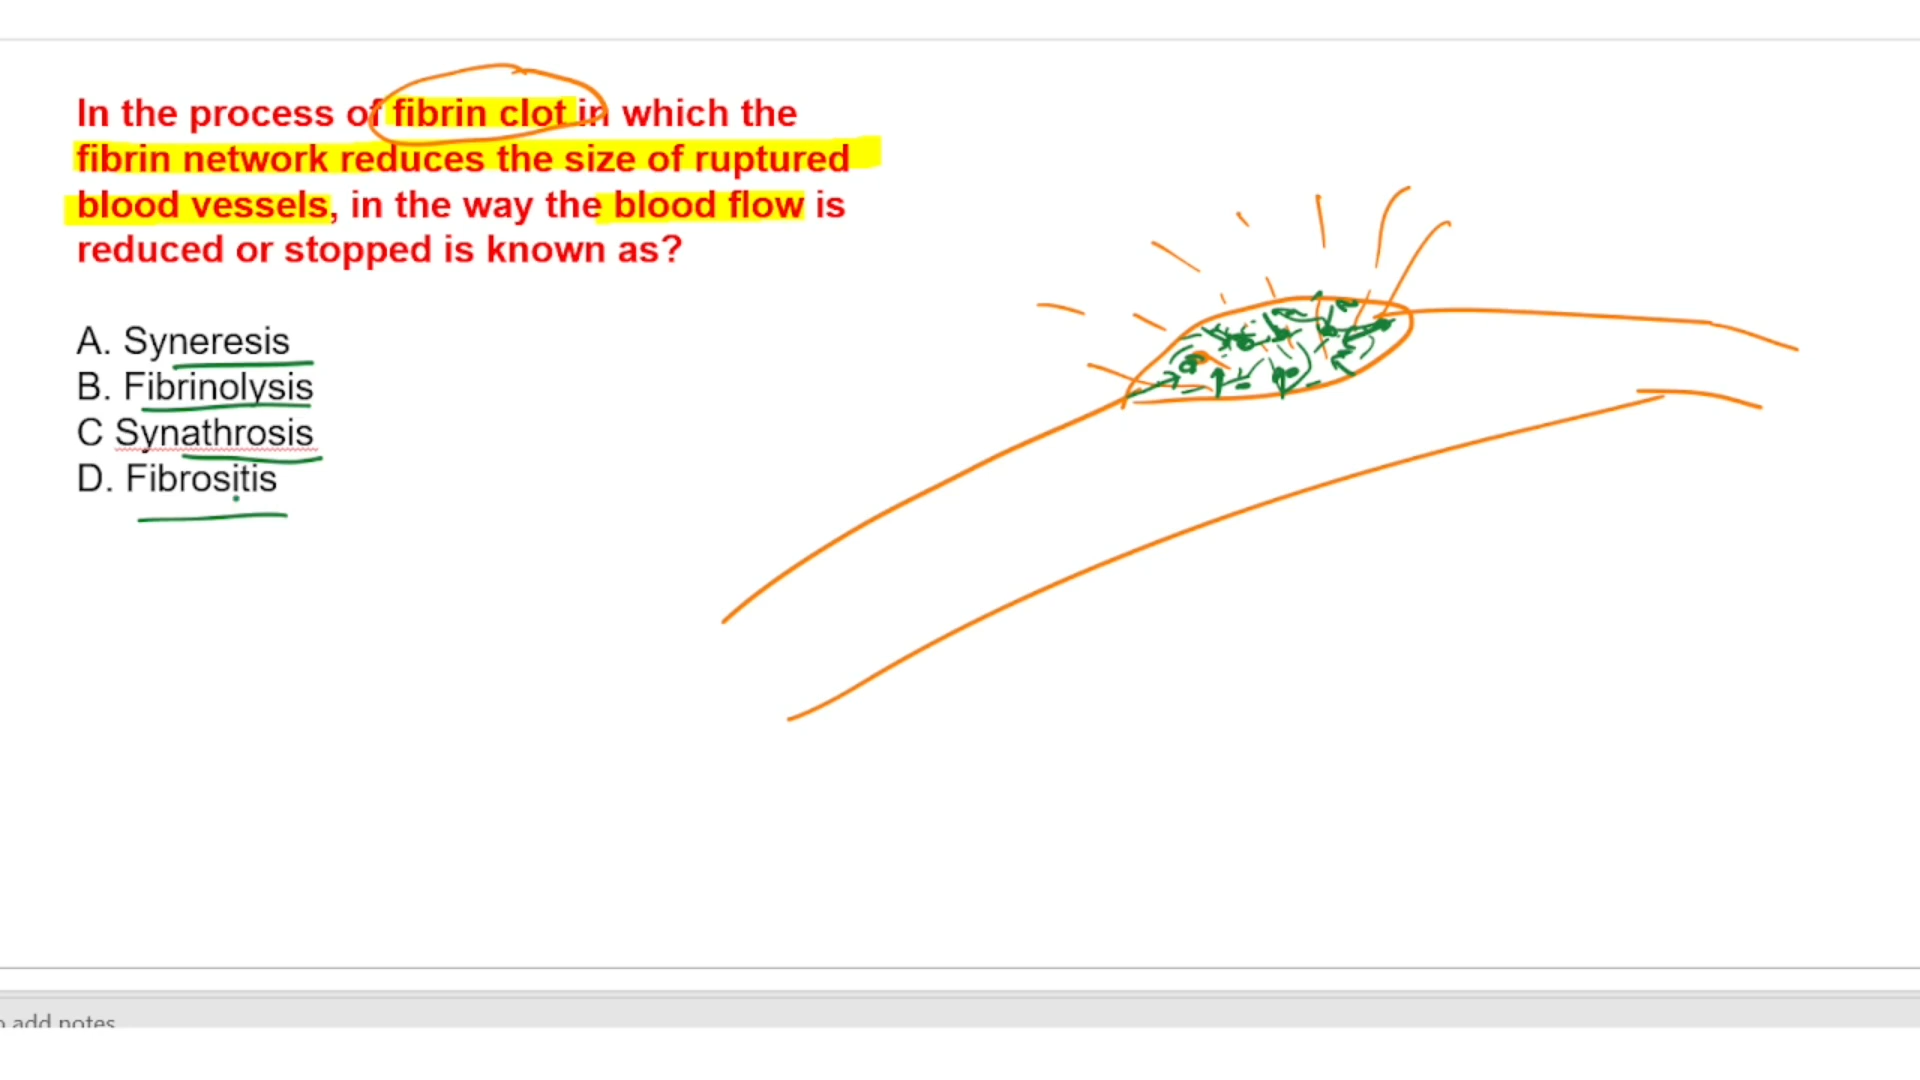 In the process of fibrin clot in which the
fibrin network reduces the size of ruptured
blood vessels, in the way the blood flow is
reduced or stopped is known as?
A. Syneresis
B. Fibrinolysis
C Synathrosis
D. Fibrositis
add notes